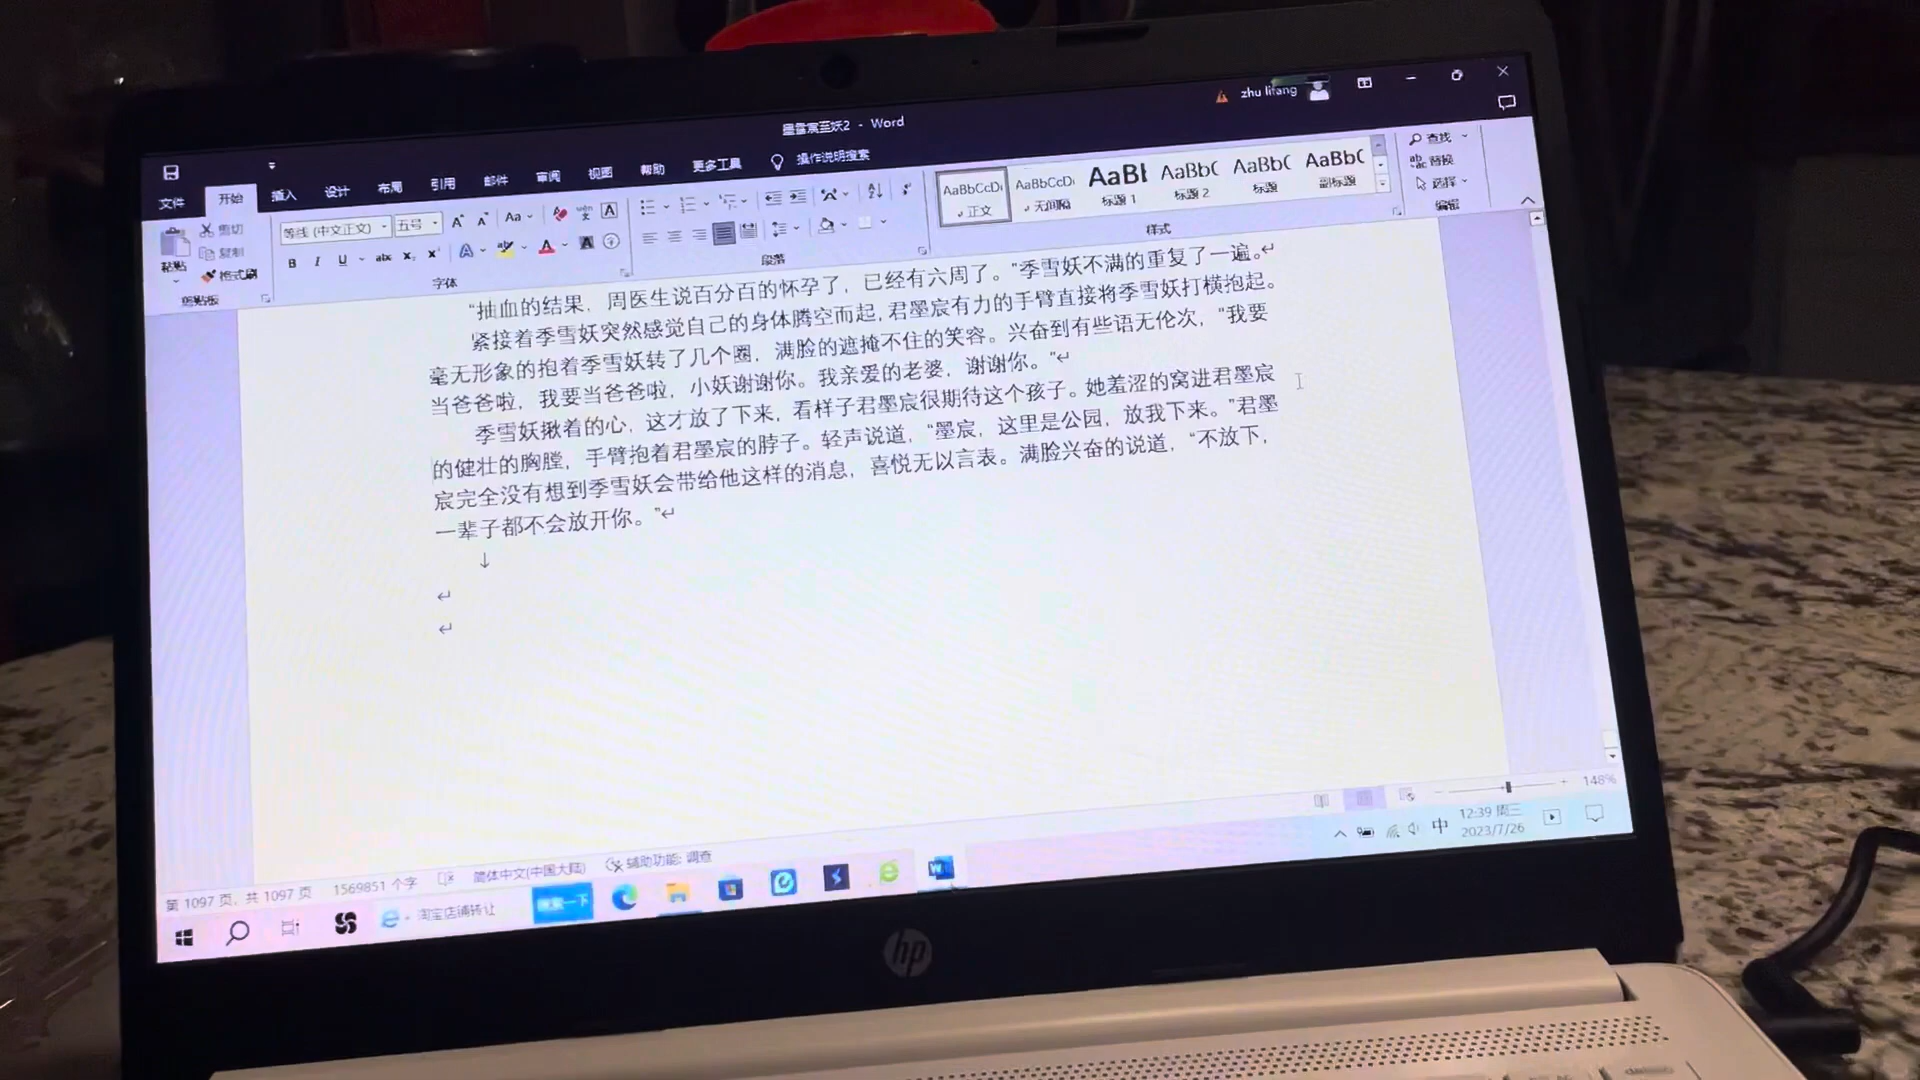 zhu lifang
2 - Word
文件
开始
插入
设计
布局
引用
邮件
审阅
视图
帮助
更多工具
操作说明搜索
粘贴
剪切
复制
格式刷
剪贴板
等线 (中文正文)
五号
字体
段落
AaBbCcDi
正文
AaBbCcDi
无间隔
AaBl
标题 1
AaBbC
标题 2
AaBbC
标题
AaBbC
副标题
样式
查找
替换
选择
编辑
“抽血的结果，周医生说百分百的怀孕了，已经有六周了。”季雪妖不满的重复了一遍。
紧接着季雪妖突然感觉自己的身体腾空而起,君墨宸有力的手臂直接将季雪妖打横抱起。
毫无形象的抱着季雪妖转了几个圈，满脸的遮掩不住的笑容。兴奋到有些语无伦次，“我要
当爸爸啦，我要当爸爸啦，小妖谢谢你。我亲爱的老婆，谢谢你。”
季雪妖揪着的心，这才放了下来，看样子君墨宸很期待这个孩子。她羞涩的窝进君墨宸
的健壮的胸膛，手臂抱着君墨宸的脖子。轻声说道，“墨宸，这里是公园，放我下来。”君墨
宸完全没有想到季雪妖会带给他这样的消息，喜悦无以言表。满脸兴奋的说道，“不放下，
一辈子都不会放开你。”
第 1097 页，共 1097 页
1569851 个字
简体中文(中国大陆)
辅助功能: 调查
148%
淘宝店铺转让
搜索一下
中
12:39 周三
2023/7/26
hp